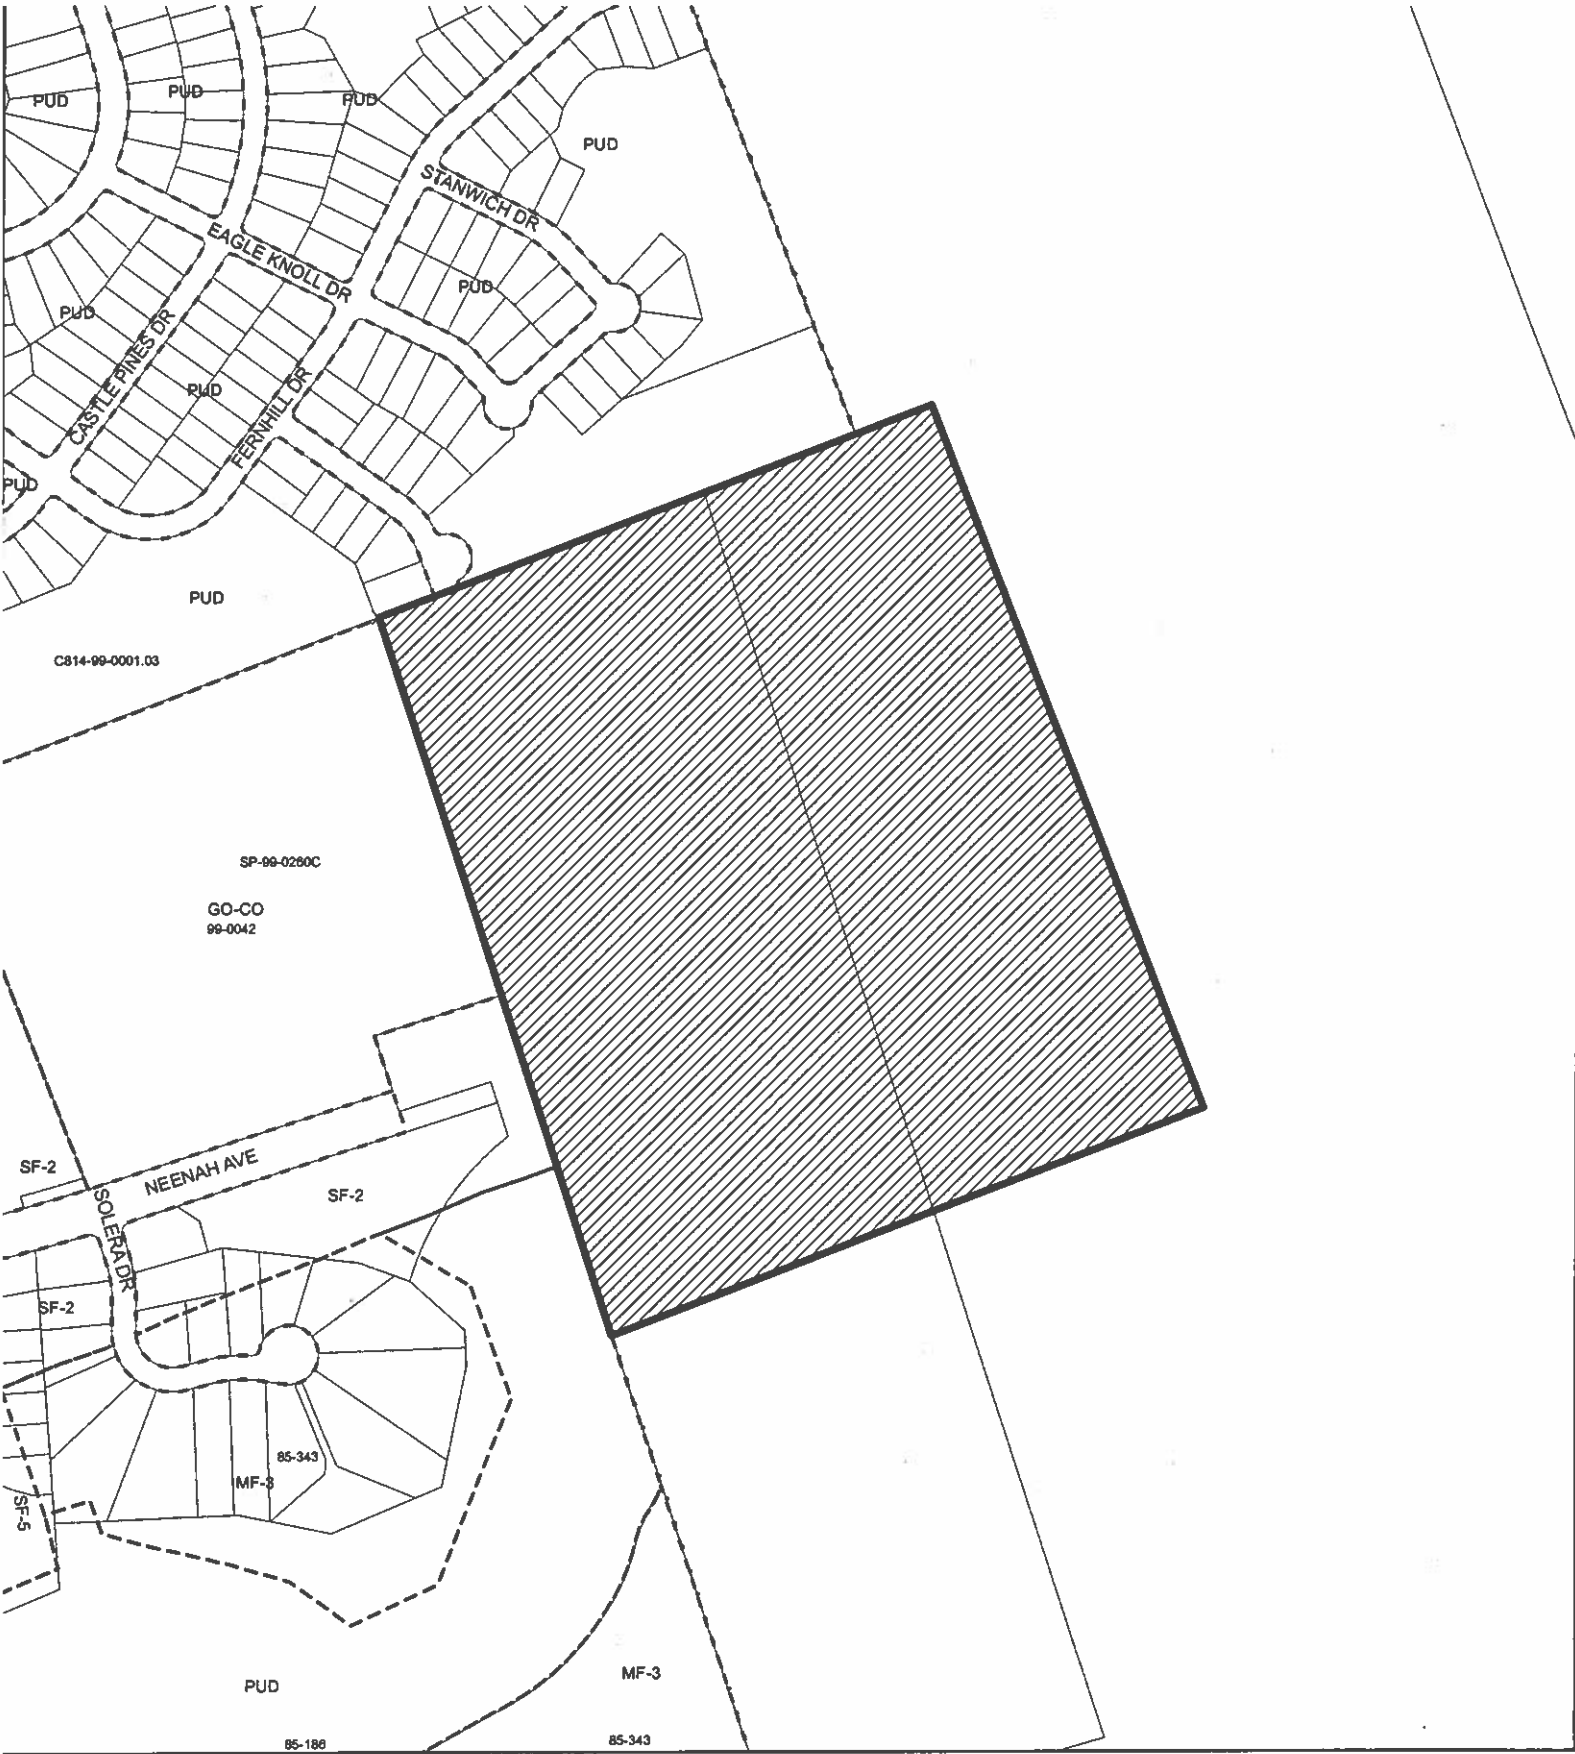 PUD
PUD
PUD
PUD
STANWICH DR
EAGLE KNOLL DR
PUD
PUD
CASTLE PINES DR
PUD
FERNHILL DR
PUD
PUD
C814-99-0001.03
SP-99-0260C
GO-CO
99-0042
SF-2
NEENAH AVE
SF-2
SOLERA DR
SF-2
85-343
MF-3
SF-5
MF-3
PUD
85-186
85-343